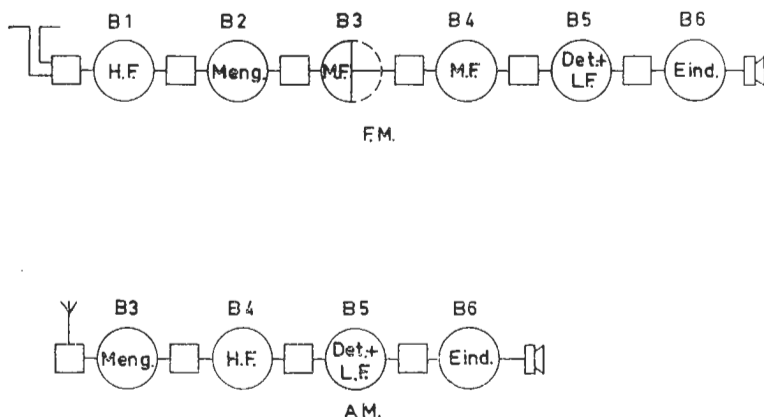 B1 B2 B3 B4 B5 B6
H.F. Meng. M.F. M.F. Det.+ L.F. Eind.
F.M.
B3 B4 B5 B6
Meng. H.F. Det.+ L.F. Eind.
A.M.